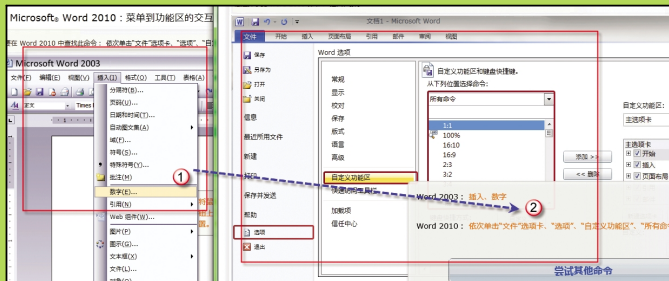 Microsoft® Word 2010：菜单到功能区的交互
要在 Word 2010 中查找此命令： 依次单击“文件”选项卡、“选项”、“自
Microsoft Word 2003
文件(F) 编辑(E) 视图(V) 插入(I) 格式(O) 工具(T) 表格(A)
正文 Times
分隔符(B)...
页码(U)...
日期和时间(T)...
自动图文集(A)
域(F)...
符号(S)...
特殊符号(Y)...
批注(M)
数字(E)...
引用(N)
Web 组件(W)...
图片(P)
图示(G)...
文本框(X)
文件(L)...
对象(O)
①
文档1 - Microsoft Word
文件 开始 插入 页面布局 引用 邮件 审阅 视图
保存
另存为
打开
关闭
信息
最近所用文件
新建
打印
保存并发送
帮助
选项
退出
Word 选项
常规
显示
校对
保存
版式
语言
高级
自定义功能区
快速访问工具栏
加载项
信任中心
自定义功能区和键盘快捷键。
从下列位置选择命令:
所有命令
1:1
100%
16:10
16:9
2:3
3:2
添加 >>
<< 删除
自定义功能区:
主选项卡
主选项卡
开始
插入
页面布局
②
Word 2003： 插入、数字
Word 2010： 依次单击“文件”选项卡、“选项”、“自定义功能区”、“所有命令
尝试其他命令